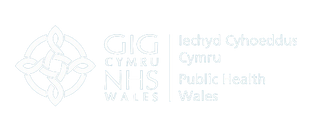 GIG
CYMRU
NHS
WALES
Iechyd Cyhoeddus
Cymru
Public Health
Wales